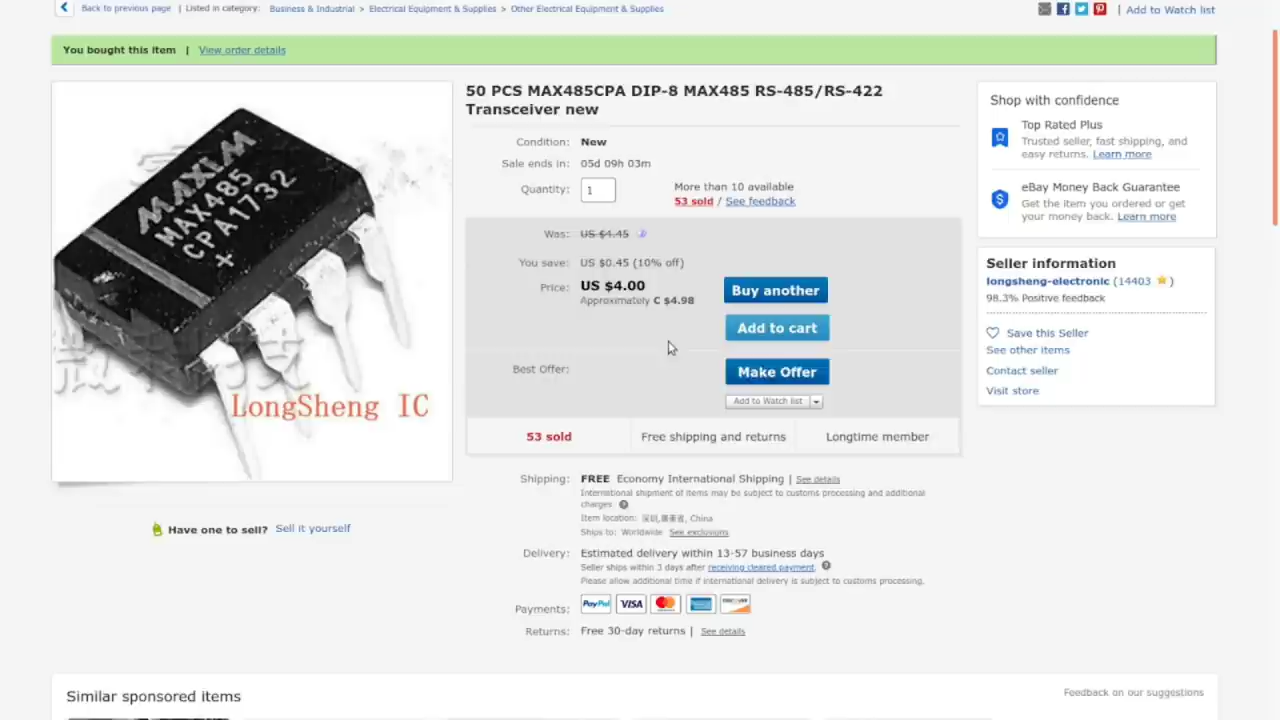 Back to previous page | Listed in category: Business & Industrial > Electrical Equipment & Supplies > Other Electrical Equipment & Supplies
| Add to Watch list
You bought this item | View order details
MAXIM
MAX485
CPA1732
+
LongSheng IC
Have one to sell? Sell it yourself
50 PCS MAX485CPA DIP-8 MAX485 RS-485/RS-422
Transceiver new
Condition: New
Sale ends in: 05d 09h 03m
Quantity: 1
More than 10 available
53 sold / See feedback
Was: US $4.45
You save: US $0.45 (10% off)
Price: US $4.00
Approximately C $4.98
Buy another
Add to cart
Best Offer:
Make Offer
Add to Watch list
53 sold
Free shipping and returns
Longtime member
Shipping: FREE Economy International Shipping | See details
International shipment of items may be subject to customs processing and additional
charges
Item location: China
Ships to: Worldwide See exclusions
Delivery: Estimated delivery within 13-57 business days
Seller ships within 3 days after receiving cleared payment.
Please allow additional time if international delivery is subject to customs processing.
Payments: PayPal VISA
Returns: Free 30-day returns | See details
Shop with confidence
Top Rated Plus
Trusted seller, fast shipping, and
easy returns. Learn more
eBay Money Back Guarantee
Get the item you ordered or get
your money back. Learn more
Seller information
longsheng-electronic (14403 )
98.3% Positive feedback
Save this Seller
See other items
Contact seller
Visit store
Similar sponsored items
Feedback on our suggestions